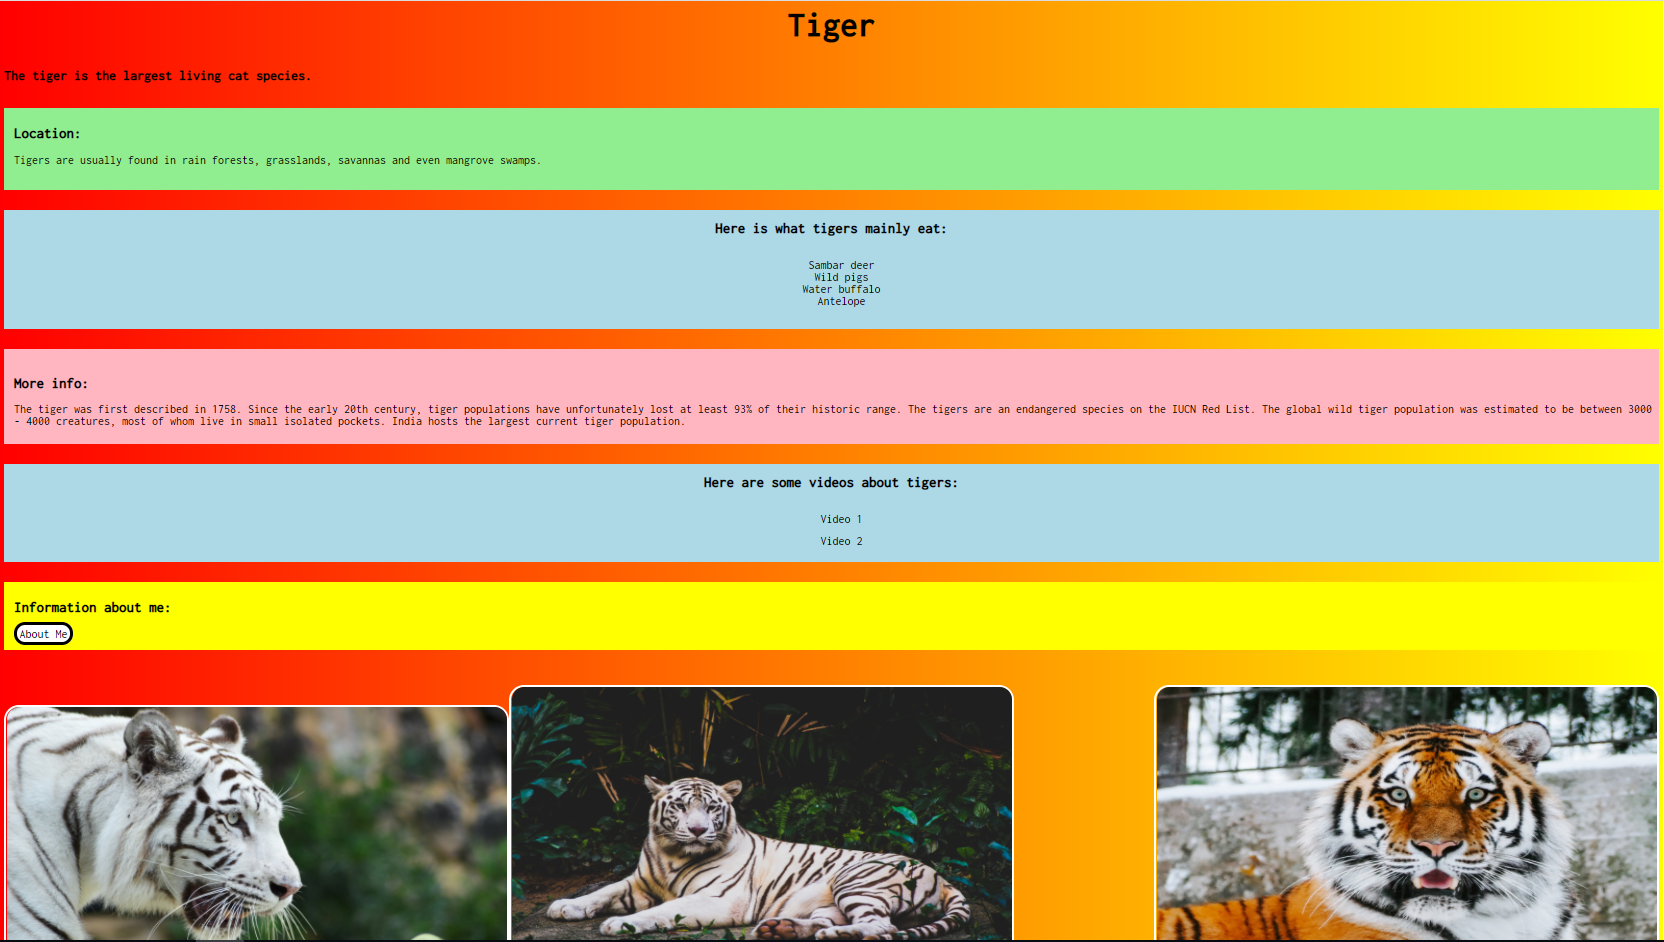 Tiger
The tiger is the largest living cat species.
Location:
Tigers are usually found in rain forests, grasslands, savannas and even mangrove swamps.
Here is what tigers mainly eat:
Sambar deer
Wild pigs
Water buffalo
Antelope
More info:
The tiger was first described in 1758. Since the early 20th century, tiger populations have unfortunately lost at least 93% of their historic range. The tigers are an endangered species on the IUCN Red List. The global wild tiger population was estimated to be between 3000
- 4000 creatures, most of whom live in small isolated pockets. India hosts the largest current tiger population.
Here are some videos about tigers:
Video 1
Video 2
Information about me:
About Me